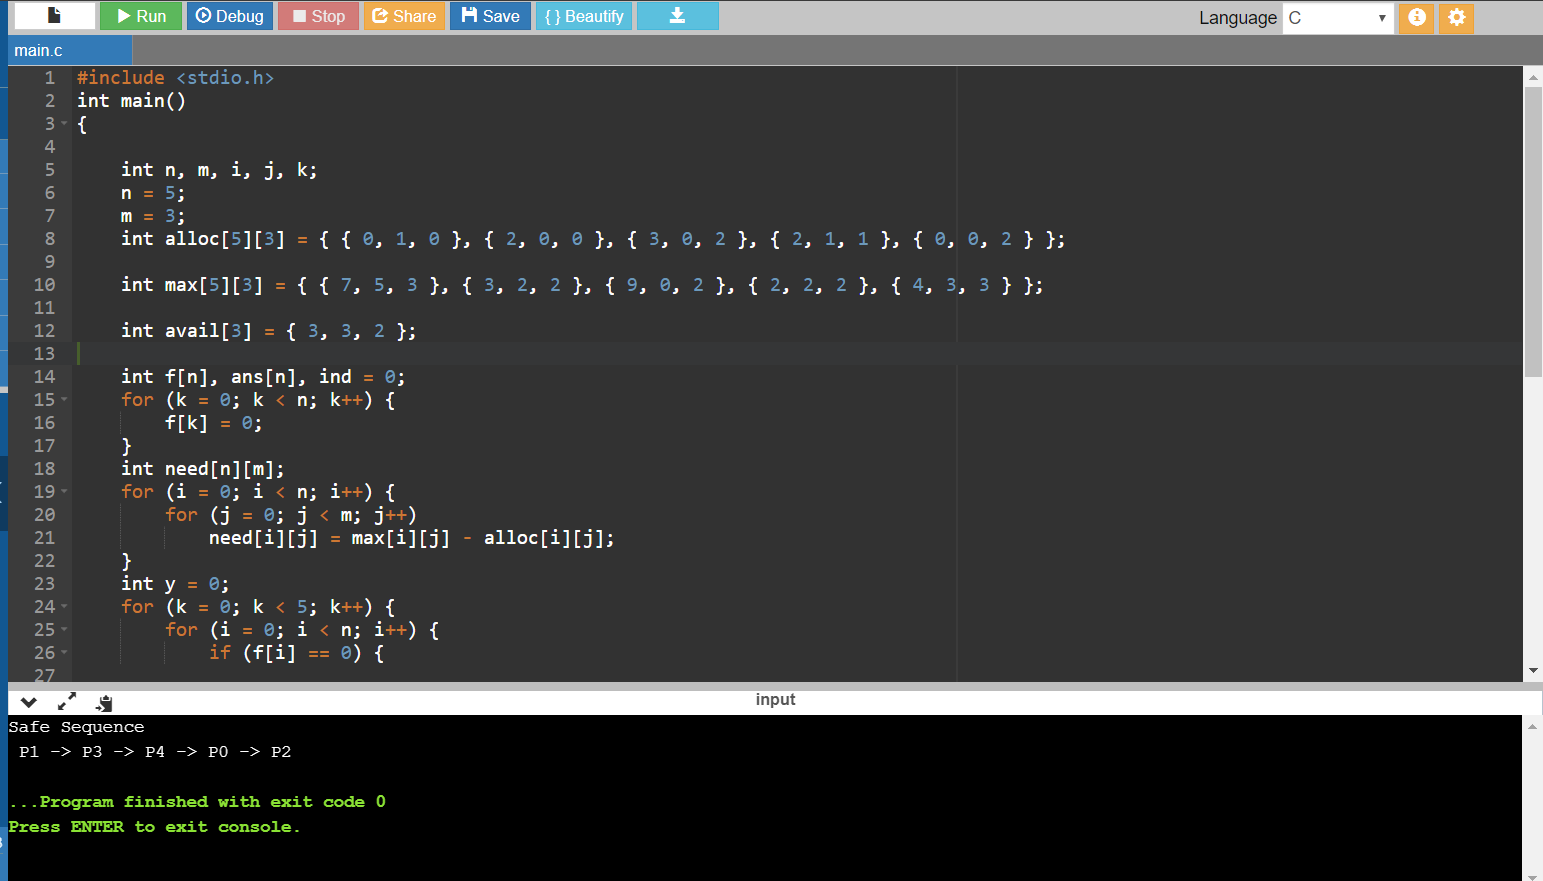 Run Debug Stop Share Save { } Beautify Language C
main.c
1 #include <stdio.h>
2 int main()
3 {
4
5 int n, m, i, j, k;
6 n = 5;
7 m = 3;
8 int alloc[5][3] = { { 0, 1, 0 }, { 2, 0, 0 }, { 3, 0, 2 }, { 2, 1, 1 }, { 0, 0, 2 } };
9
10 int max[5][3] = { { 7, 5, 3 }, { 3, 2, 2 }, { 9, 0, 2 }, { 2, 2, 2 }, { 4, 3, 3 } };
11
12 int avail[3] = { 3, 3, 2 };
13
14 int f[n], ans[n], ind = 0;
15 for (k = 0; k < n; k++) {
16 f[k] = 0;
17 }
18 int need[n][m];
19 for (i = 0; i < n; i++) {
20 for (j = 0; j < m; j++)
21 need[i][j] = max[i][j] - alloc[i][j];
22 }
23 int y = 0;
24 for (k = 0; k < 5; k++) {
25 for (i = 0; i < n; i++) {
26 if (f[i] == 0) {
27
input
Safe Sequence
P1 -> P3 -> P4 -> P0 -> P2
...Program finished with exit code 0
Press ENTER to exit console.